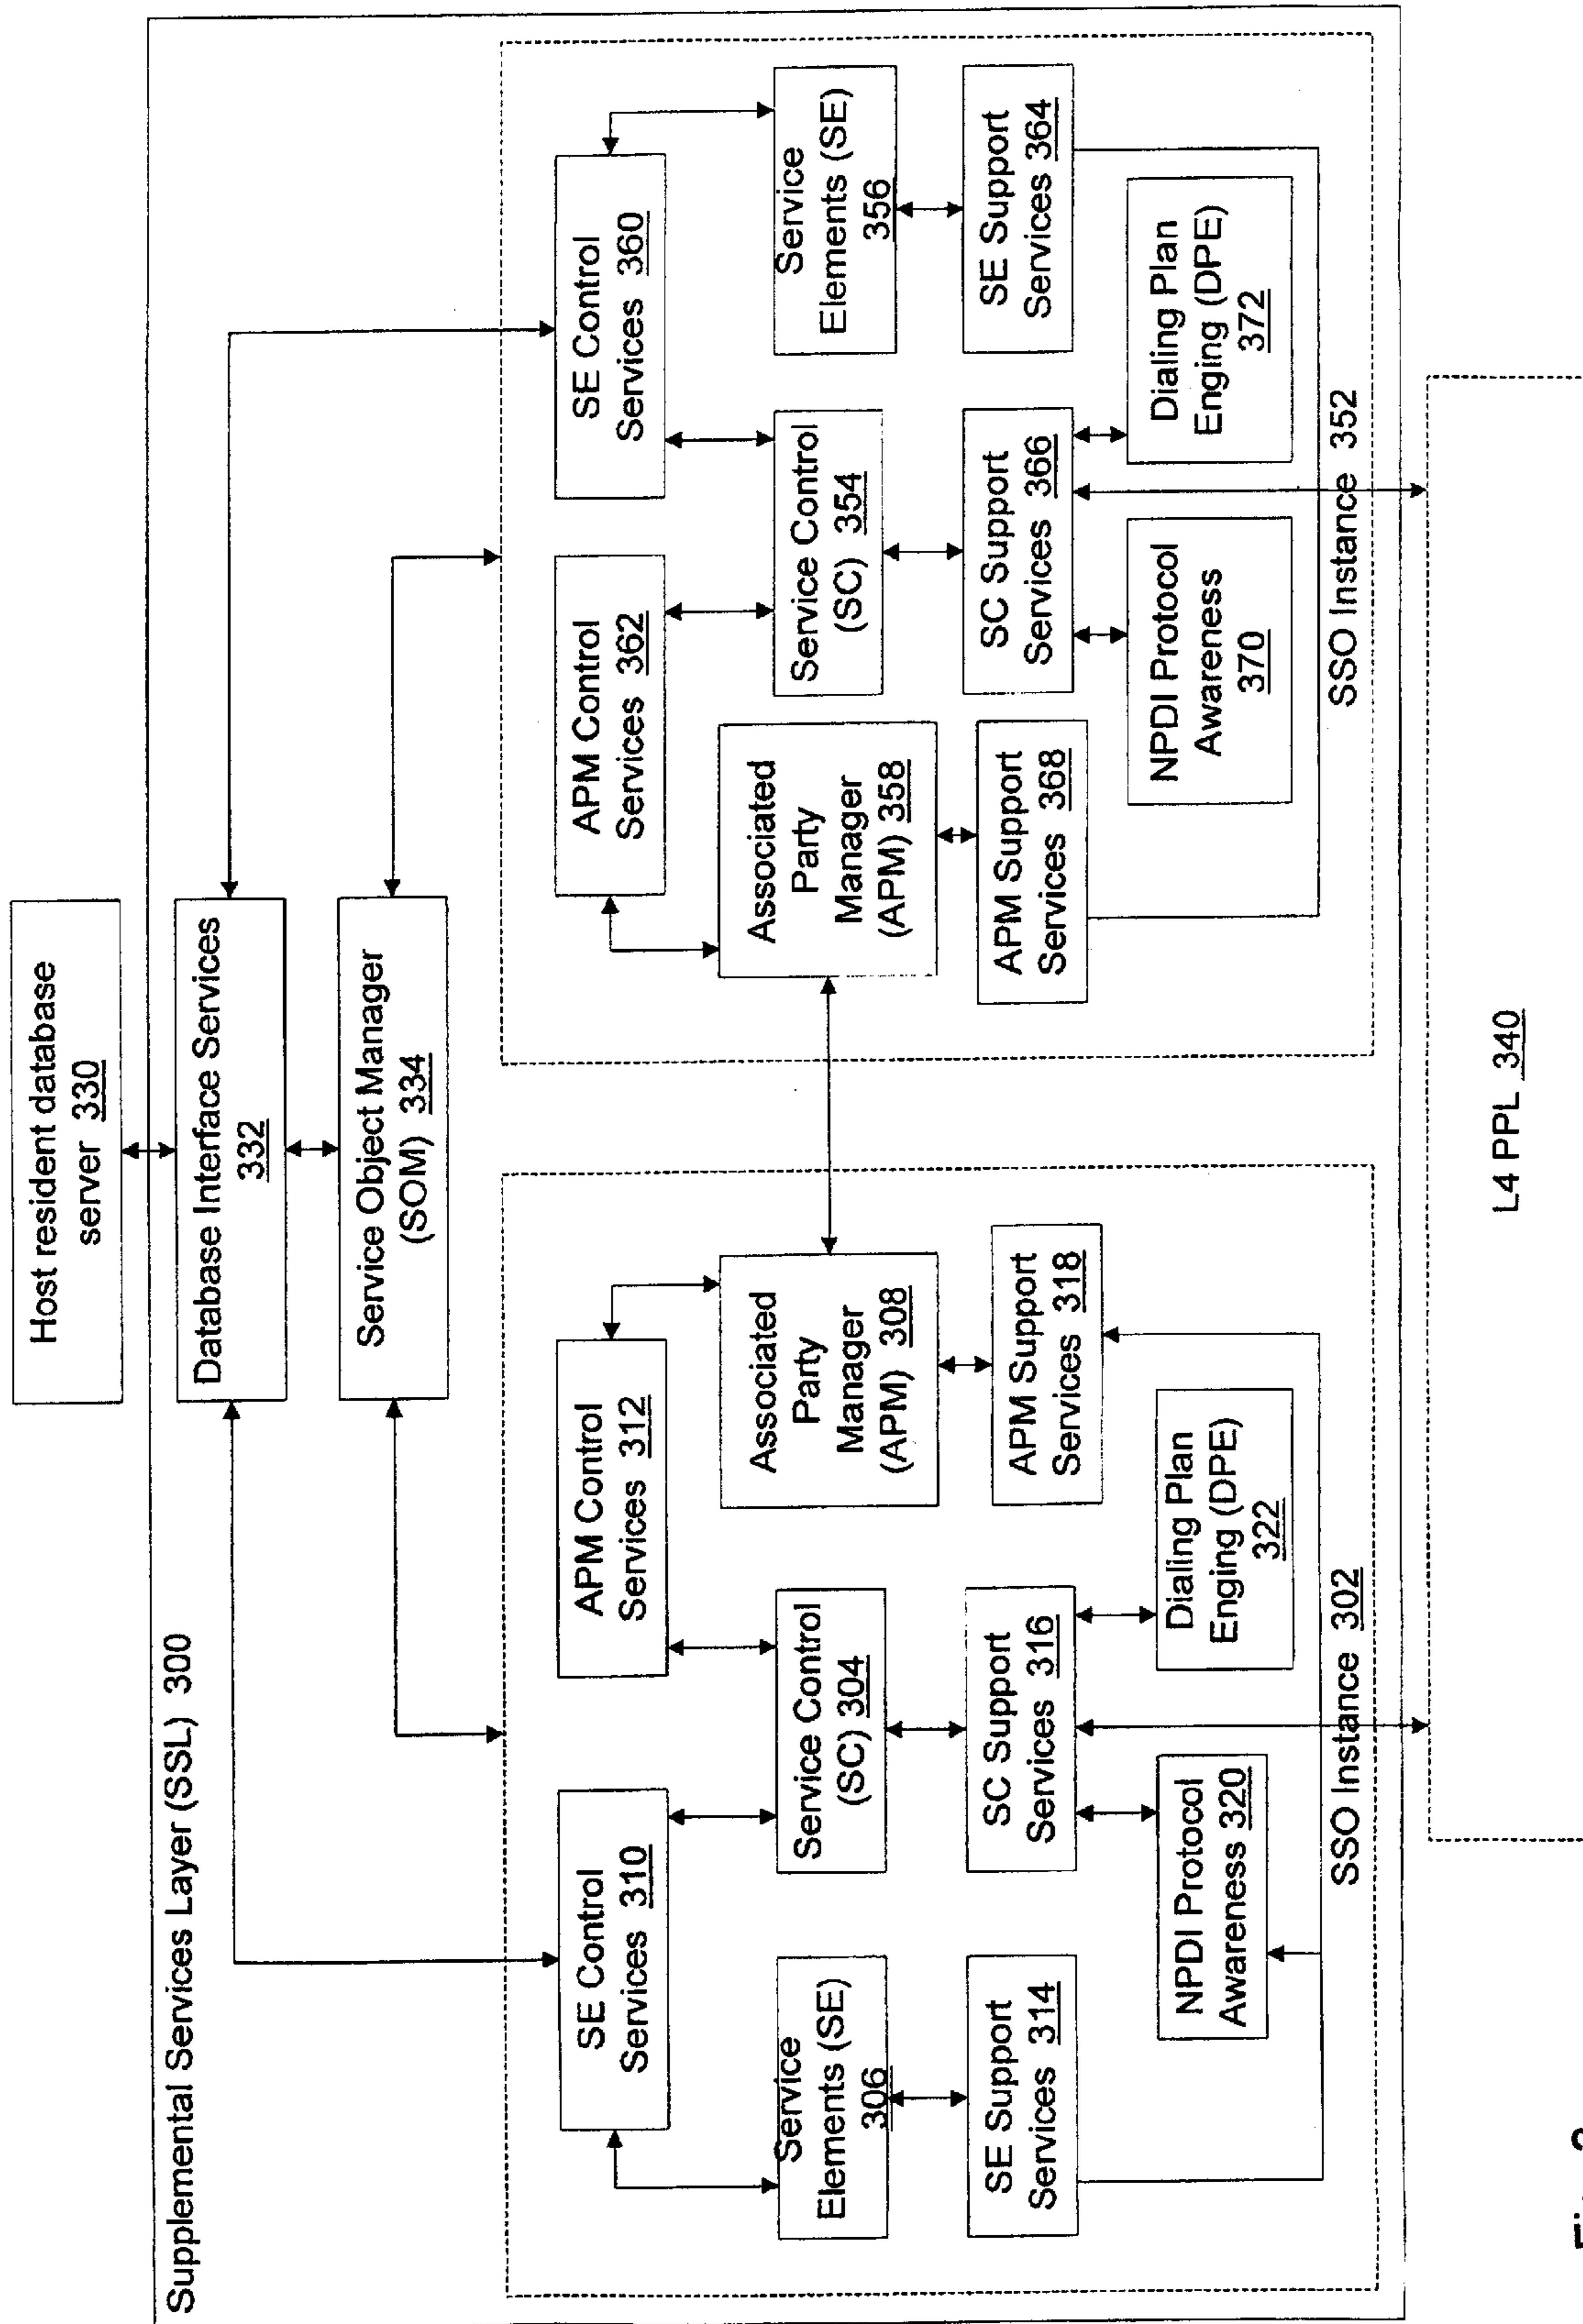 Host resident database
server 330
Supplemental Services Layer (SSL) 300
Database Interface Services
332
Service Object Manager
(SOM) 334
SE Control
Services 310
APM Control
Services 312
Service
Elements (SE)
306
Service Control
(SC) 304
Associated
Party
Manager
(APM) 308
SE Support
Services 314
SC Support
Services 316
APM Support
Services 318
NPDI Protocol
Awareness 320
Dialing Plan
Enging (DPE)
322
SSO Instance 302
APM Control
Services 362
SE Control
Services 360
Associated
Party
Manager
(APM) 358
Service Control
(SC) 354
Service
Elements (SE)
356
APM Support
Services 368
SC Support
Services 366
SE Support
Services 364
NPDI Protocol
Awareness
370
Dialing Plan
Enging (DPE)
372
SSO Instance 352
L4 PPL 340